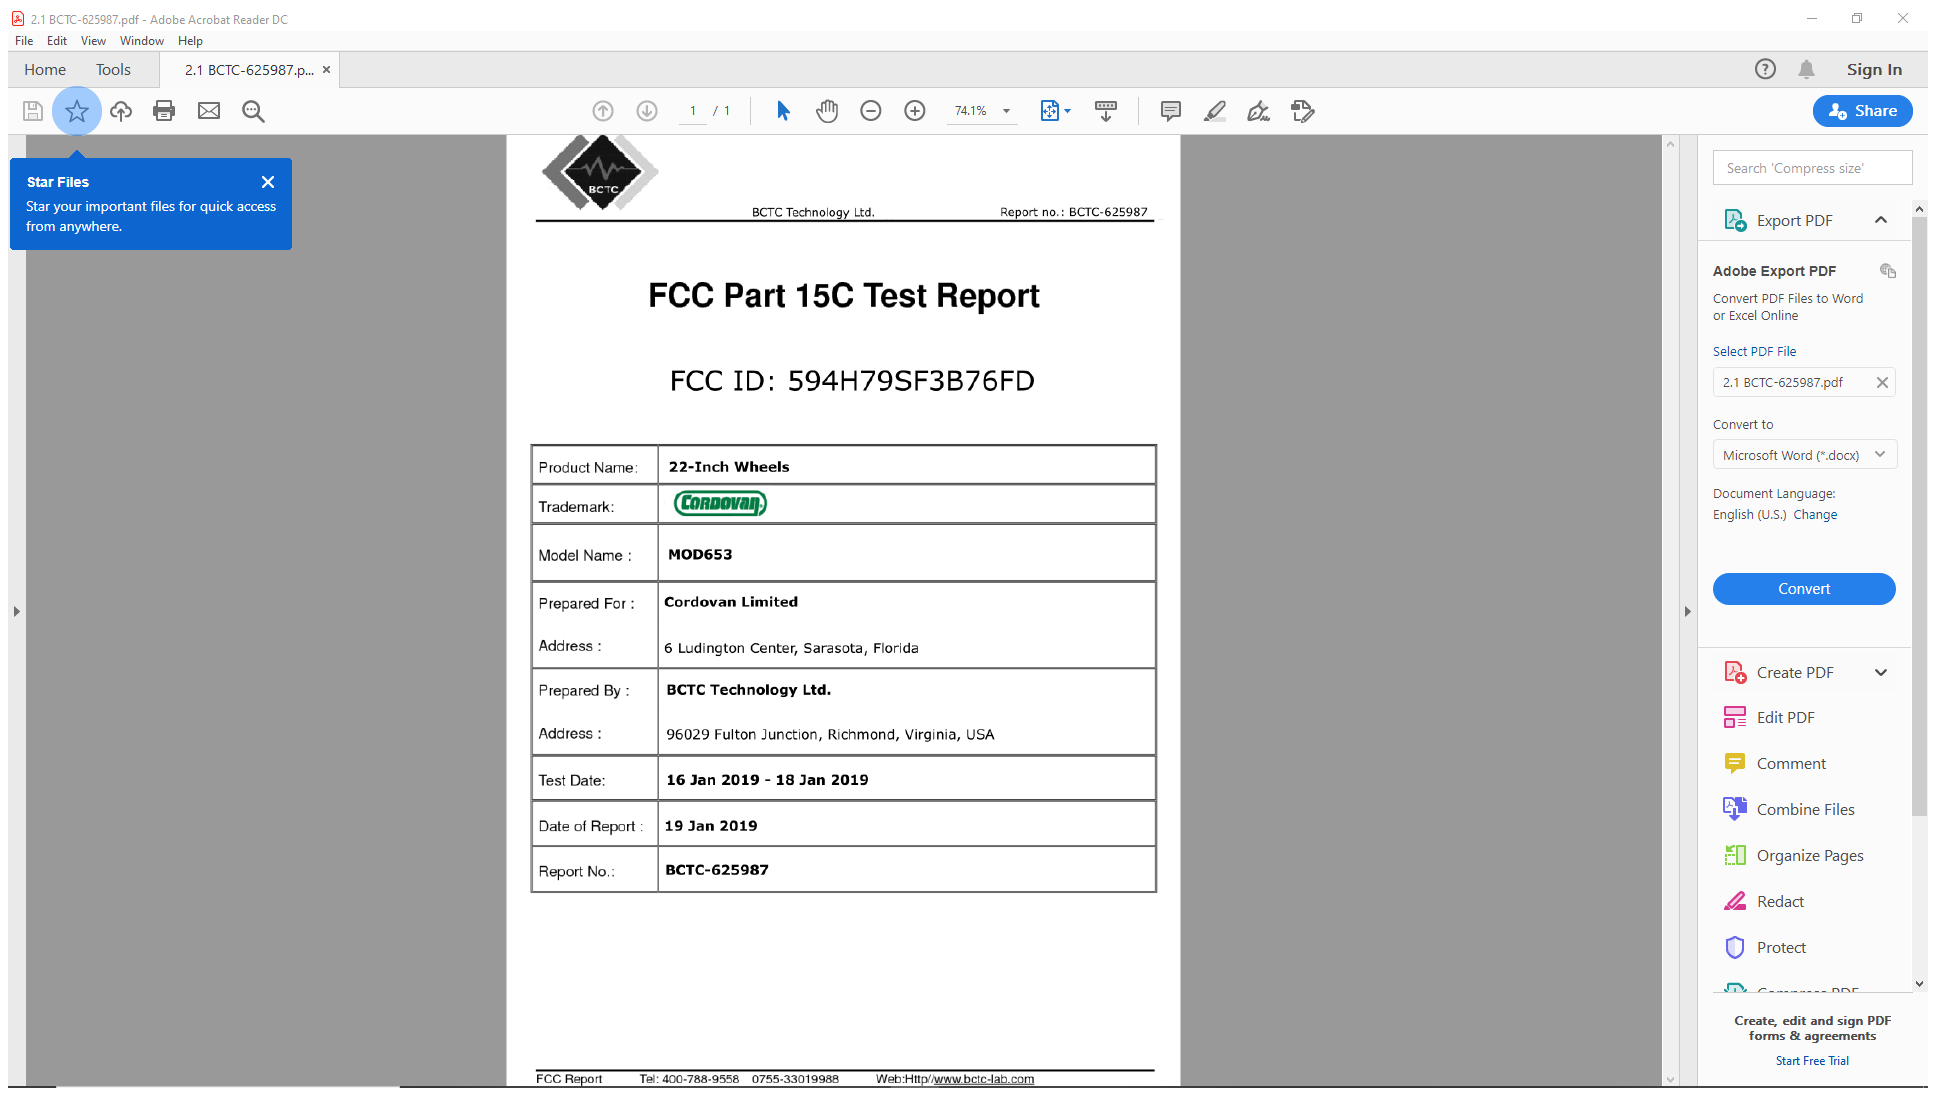 2.1 BCTC-625987.pdf - Adobe Acrobat Reader DC
File Edit View Window Help
Home Tools 2.1 BCTC-625987.p... Sign In
1 / 1 74.1% Share
Star Files
Star your important files for quick access
from anywhere.
BCTC
BCTC Technology Ltd. Report no.: BCTC-625987
FCC Part 15C Test Report
FCC ID: 594H79SF3B76FD
Product Name: 22-Inch Wheels
Trademark: CORDOVAN
Model Name : MOD653
Prepared For : Cordovan Limited
Address : 6 Ludington Center, Sarasota, Florida
Prepared By : BCTC Technology Ltd.
Address : 96029 Fulton Junction, Richmond, Virginia, USA
Test Date: 16 Jan 2019 - 18 Jan 2019
Date of Report : 19 Jan 2019
Report No.: BCTC-625987
FCC Report Tel: 400-788-9558 0755-33019988 Web:Http//www.bctc-lab.com
Search 'Compress size'
Export PDF
Adobe Export PDF
Convert PDF Files to Word
or Excel Online
Select PDF File
2.1 BCTC-625987.pdf
Convert to
Microsoft Word (*.docx)
Document Language:
English (U.S.) Change
Convert
Create PDF
Edit PDF
Comment
Combine Files
Organize Pages
Redact
Protect
Compress PDF
Create, edit and sign PDF
forms & agreements
Start Free Trial